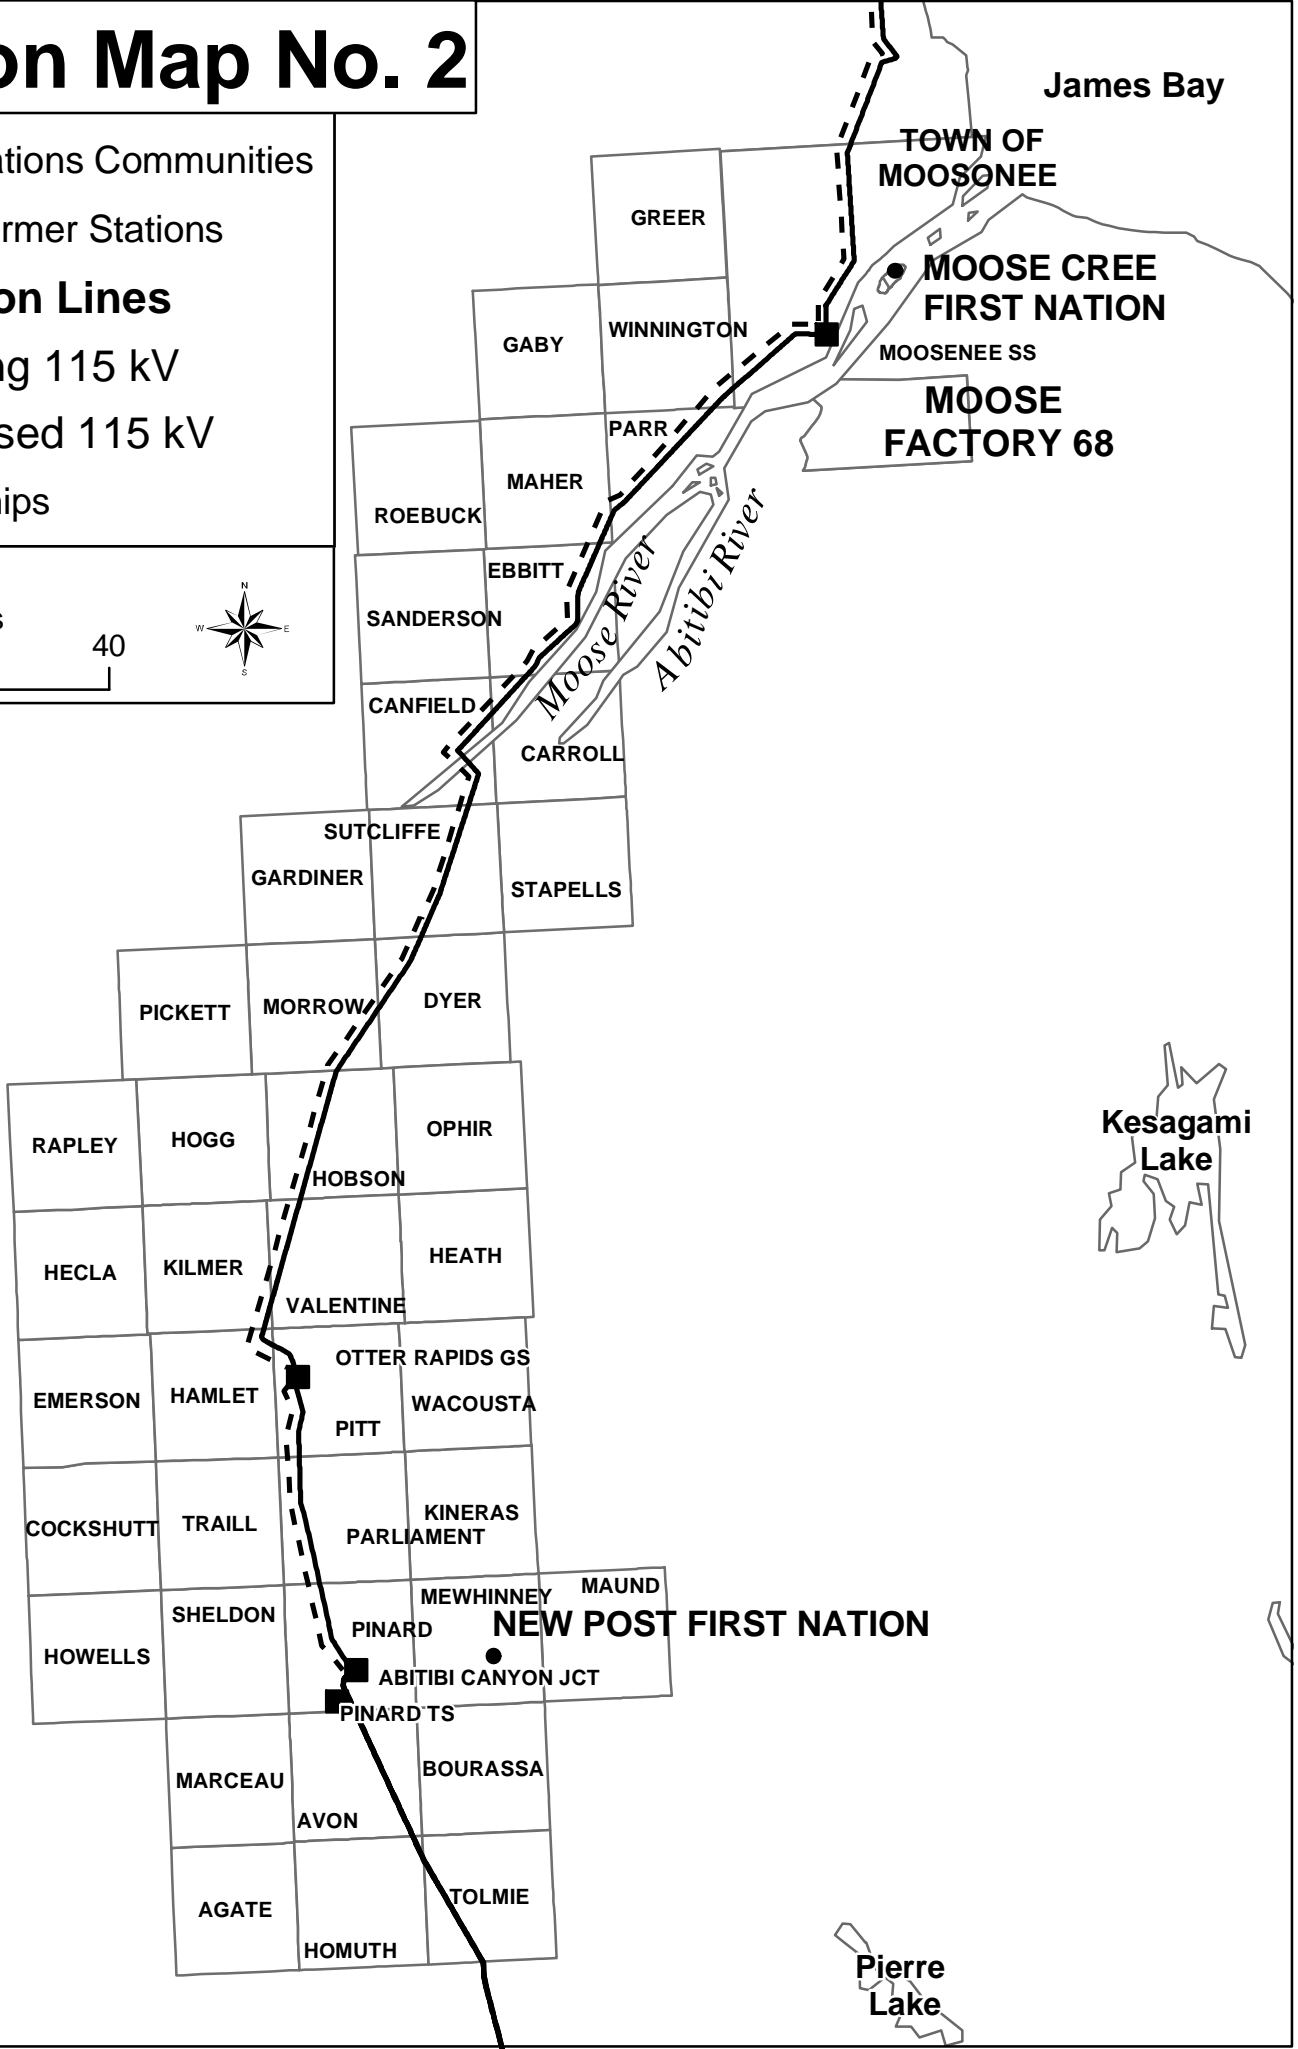 on Map No. 2
ations Communities
rmer Stations
on Lines
ng 115 kV
sed 115 kV
hips
s
40
N
W
E
S
James Bay
TOWN OF
MOOSONEE
GREER
MOOSE CREE
FIRST NATION
WINNINGTON
GABY
MOOSENEE SS
MOOSE
FACTORY 68
PARR
MAHER
ROEBUCK
EBBITT
SANDERSON
Moose River
Abitibi River
CANFIELD
CARROLL
SUTCLIFFE
GARDINER
STAPELLS
PICKETT
MORROW
DYER
RAPLEY
HOGG
OPHIR
HOBSON
Kesagami
Lake
HECLA
KILMER
HEATH
VALENTINE
OTTER RAPIDS GS
EMERSON
HAMLET
WACOUSTA
PITT
COCKSHUTT
TRAILL
KINERAS
PARLIAMENT
MEWHINNEY
MAUND
SHELDON
PINARD
NEW POST FIRST NATION
HOWELLS
ABITIBI CANYON JCT
PINARD TS
MARCEAU
BOURASSA
AVON
AGATE
TOLMIE
HOMUTH
Pierre
Lake